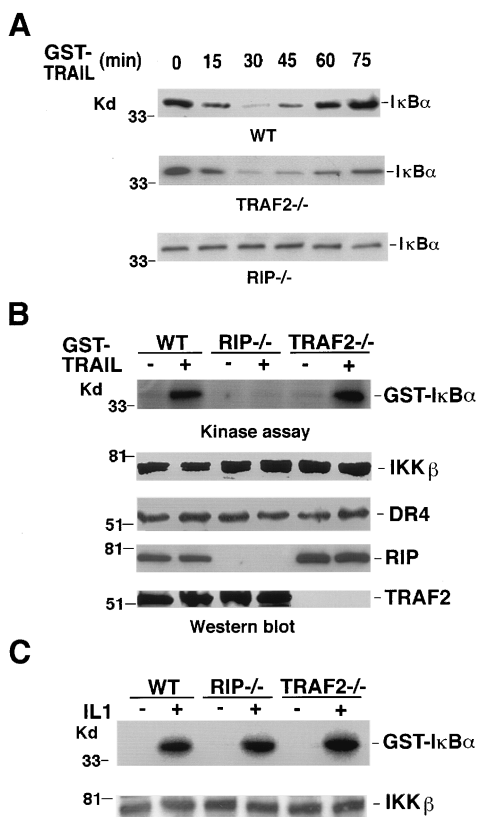 A
GST-TRAIL (min) 0 15 30 45 60 75
Kd 33- -IκBα
WT
33- -IκBα
TRAF2-/-
33- -IκBα
RIP-/-
B
GST-TRAIL WT RIP-/- TRAF2-/-
- + - + - +
Kd
33- -GST-IκBα
Kinase assay
81- -IKKβ
51- -DR4
81- -RIP
51- -TRAF2
Western blot
C
WT RIP-/- TRAF2-/-
IL1 - + - + - +
Kd
33- -GST-IκBα
81- -IKKβ